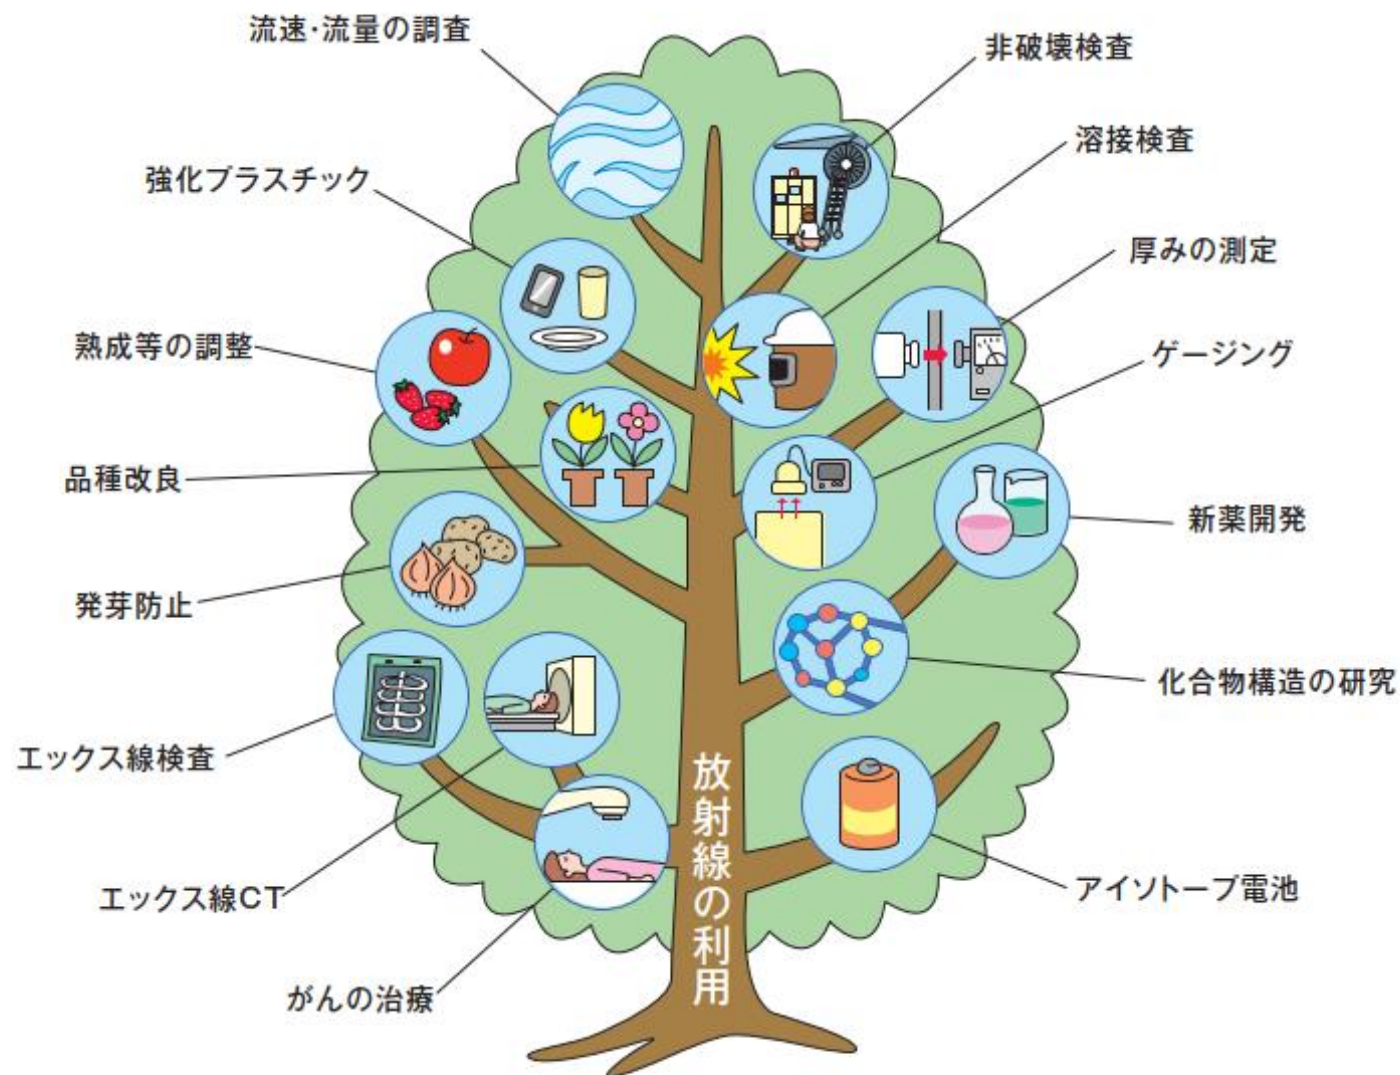 流速・流量の調査
非破壊検査
溶接検査
強化プラスチック
厚みの測定
熟成等の調整
ゲージング
品種改良
新薬開発
発芽防止
化合物構造の研究
エックス線検査
エックス線CT
アイソトープ電池
がんの治療
放射線の利用